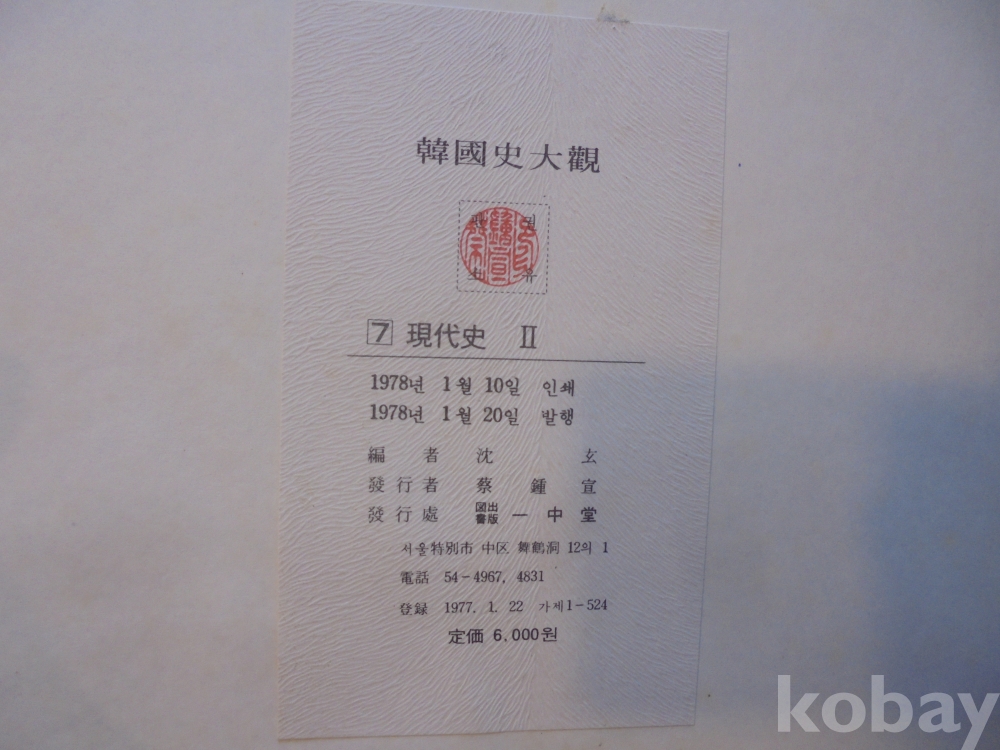 韓國史大觀
7 現代史 II
1978년 1월 10일 인쇄
1978년 1월 20일 발행
編者 沈玄
發行者 蔡鍾宣
發行處 図書出版 一中堂
서울特別市 中区 舞鶴洞 12의 1
電話 54-4967, 4831
登録 1977. 1. 22 가제1-524
定価 6,000원
kobay